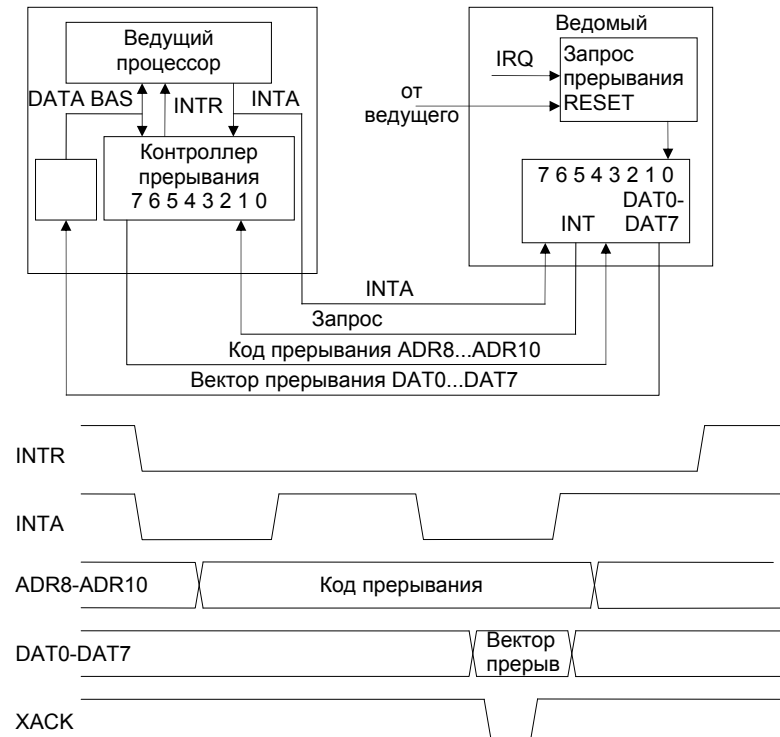 Ведущий
процессор
DATA BAS
INTR
INTA
Контроллер
прерывания
7 6 5 4 3 2 1 0
Ведомый
IRQ
Запрос
прерывания
RESET
от
ведущего
7 6 5 4 3 2 1 0
DAT0-
DAT7
INT
INTA
Запрос
Код прерывания ADR8...ADR10
Вектор прерывания DAT0...DAT7
INTR
INTA
ADR8-ADR10
Код прерывания
DAT0-DAT7
Вектор
прерыв
XACK